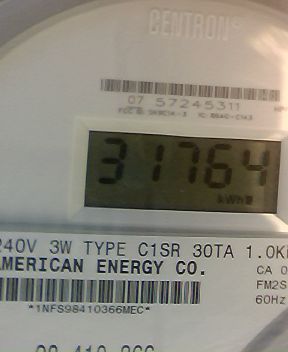 CENTRON®
07 57245311
31764
kWh
240V 3W TYPE C1SR 30TA 1.0K
AMERICAN ENERGY CO.
CA 0
FM2S
60Hz
*1NFS98410366MEC*